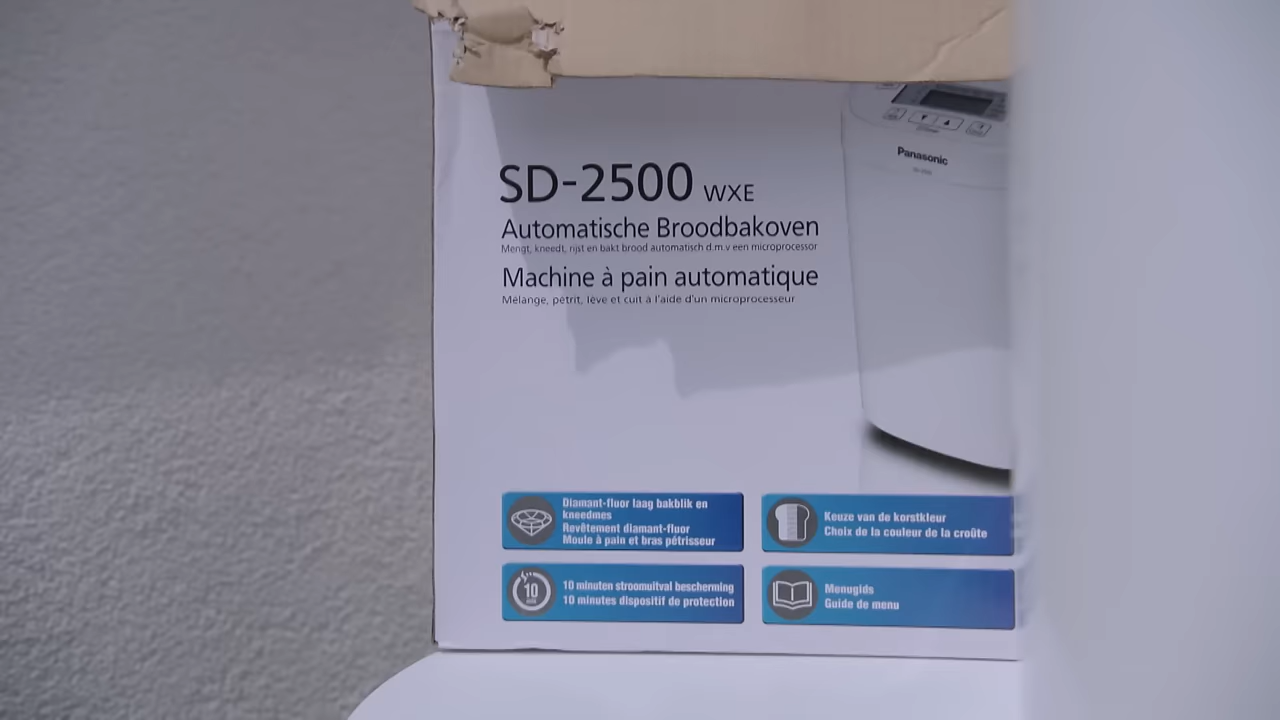 Panasonic
SD-2500 WXE
Automatische Broodbakoven
Mengt, kneedt, rijst en bakt brood automatisch d.m.v een microprocessor
Machine à pain automatique
Mélange, pétrit, lève et cuit à l'aide d'un microprocesseur
Diamant-fluor laag bakblik en
kneedmes
Revêtement diamant-fluor
Moule à pain et bras pétrisseur
Keuze van de korstkleur
Choix de la couleur de la croûte
10
10 minuten stroomuitval bescherming
10 minutes dispositif de protection
Menugids
Guide de menu